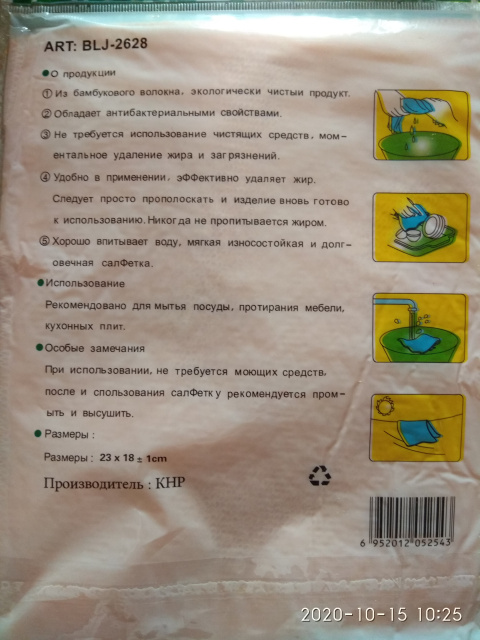 ART: BLJ-2628
●О продукции
① Из бамбукового волокна, экологически чистый продукт.
② Обладает антибактериальными свойствами.
③ Не требуется использование чистящих средств, мом-
ентальное удаление жира и загрязнений.
④ Удобно в применении, эффективно удаляет жир.
Следует просто прополоскать и изделие вновь готово
к использованию. Никогда не пропитывается жиром.
⑤ Хорошо впитывает воду, мягкая износостойкая и долг-
овечная салфетка.
●Использование
Рекомендовано для мытья посуды, протирания мебели,
кухонных плит.
●Особые замечания
При использовании, не требуется моющих средств,
после и спользования салфетк у рекомендуется пром-
ыть и высушить.
● Размеры :
Размеры : 23 x 18 ± 1cm
Производитель : КНР
6 952012 052543
2020-10-15 10:25